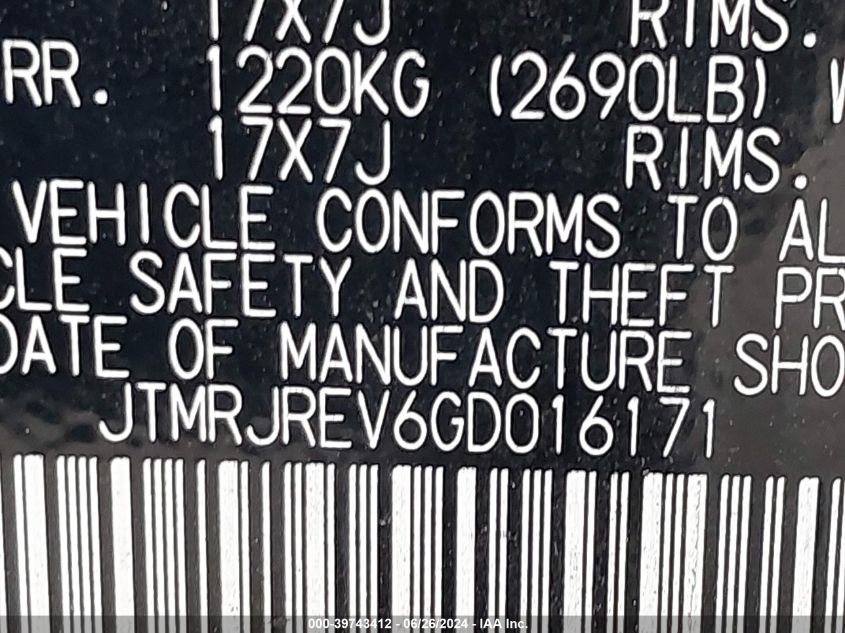 17X7J RIMS.
RR. 1220KG (2690LB)
17X7J RIMS.
VEHICLE CONFORMS TO AL
CLE SAFETY AND THEFT PR
DATE OF MANUFACTURE SHO
JTMRJREV6GD016171
000-39743412 - 06/26/2024 - IAA Inc.